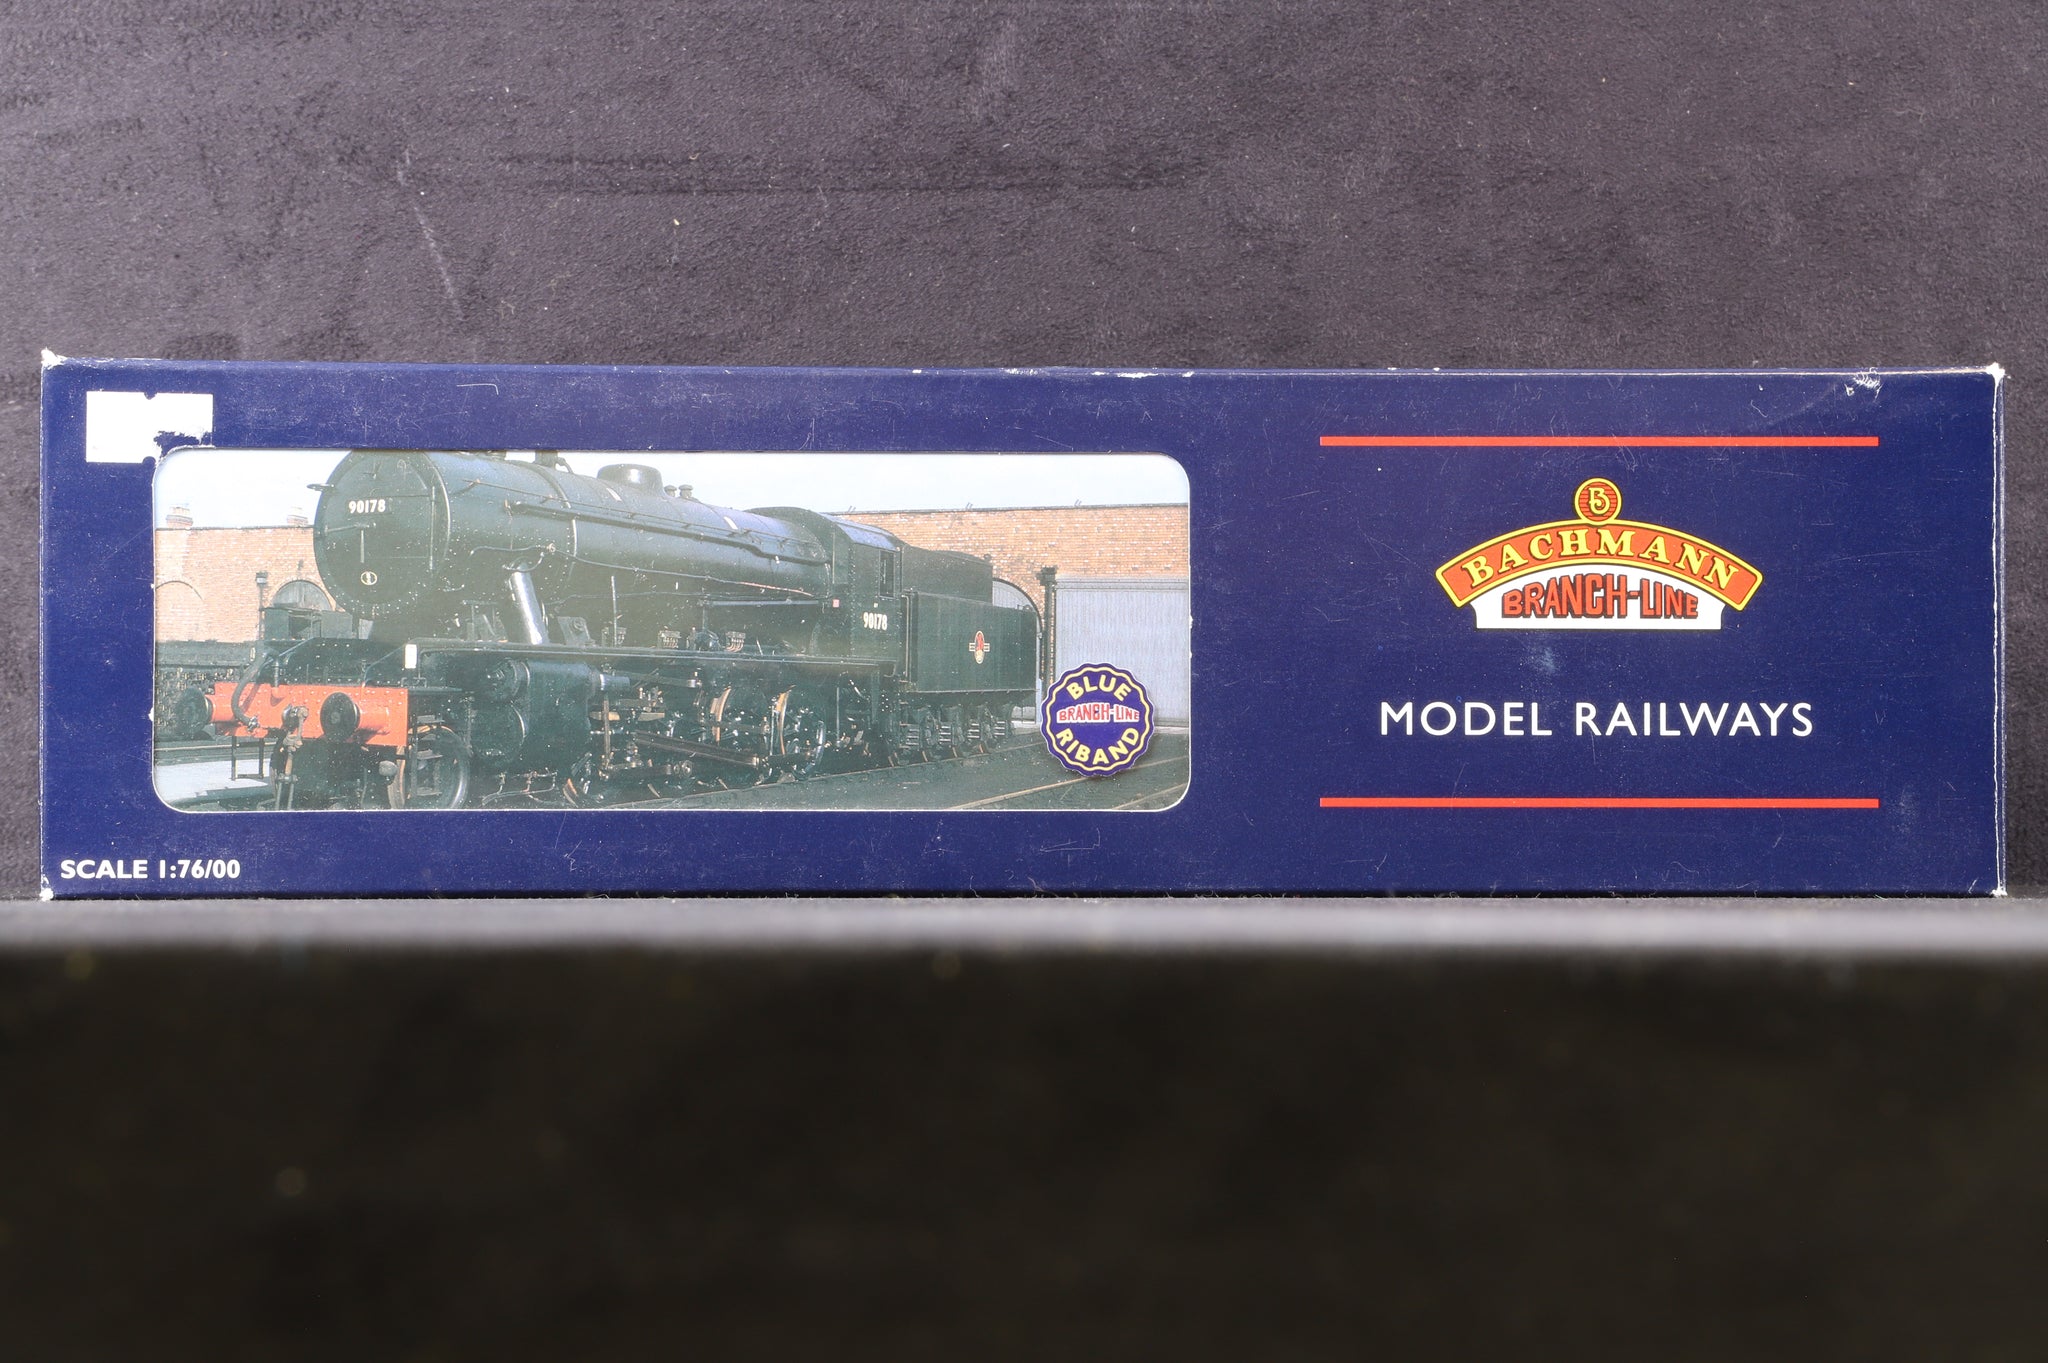 90178
90178
BLUE
BRANCH-LINE
RIBAND
SCALE 1:76/00
B
BACHMANN
BRANCH-LINE
MODEL RAILWAYS